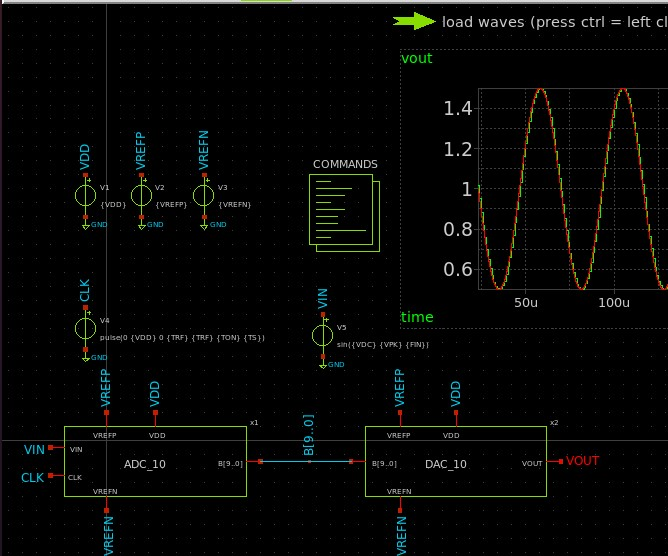 load waves (press ctrl = left cl
vout
1.4
1.2
1
0.8
0.6
50u
100u
time
VDD
VREFP
VREFN
V1
{VDD}
GND
V2
{VREFP}
GND
V3
{VREFN}
GND
COMMANDS
CLK
V4
pulse(0 {VDD} 0 {TRF} {TRF} {TON} {TS})
GND
VIN
V5
sin({VDC} {VPK} {FIN})
GND
VREFP
VDD
x1
VREFP
VDD
VIN
VIN
CLK
CLK
ADC_10
B[9..0]
VREFN
VREFN
B[9..0]
VREFP
VDD
x2
VREFP
VDD
B[9..0]
DAC_10
VOUT
VOUT
VREFN
VREFN